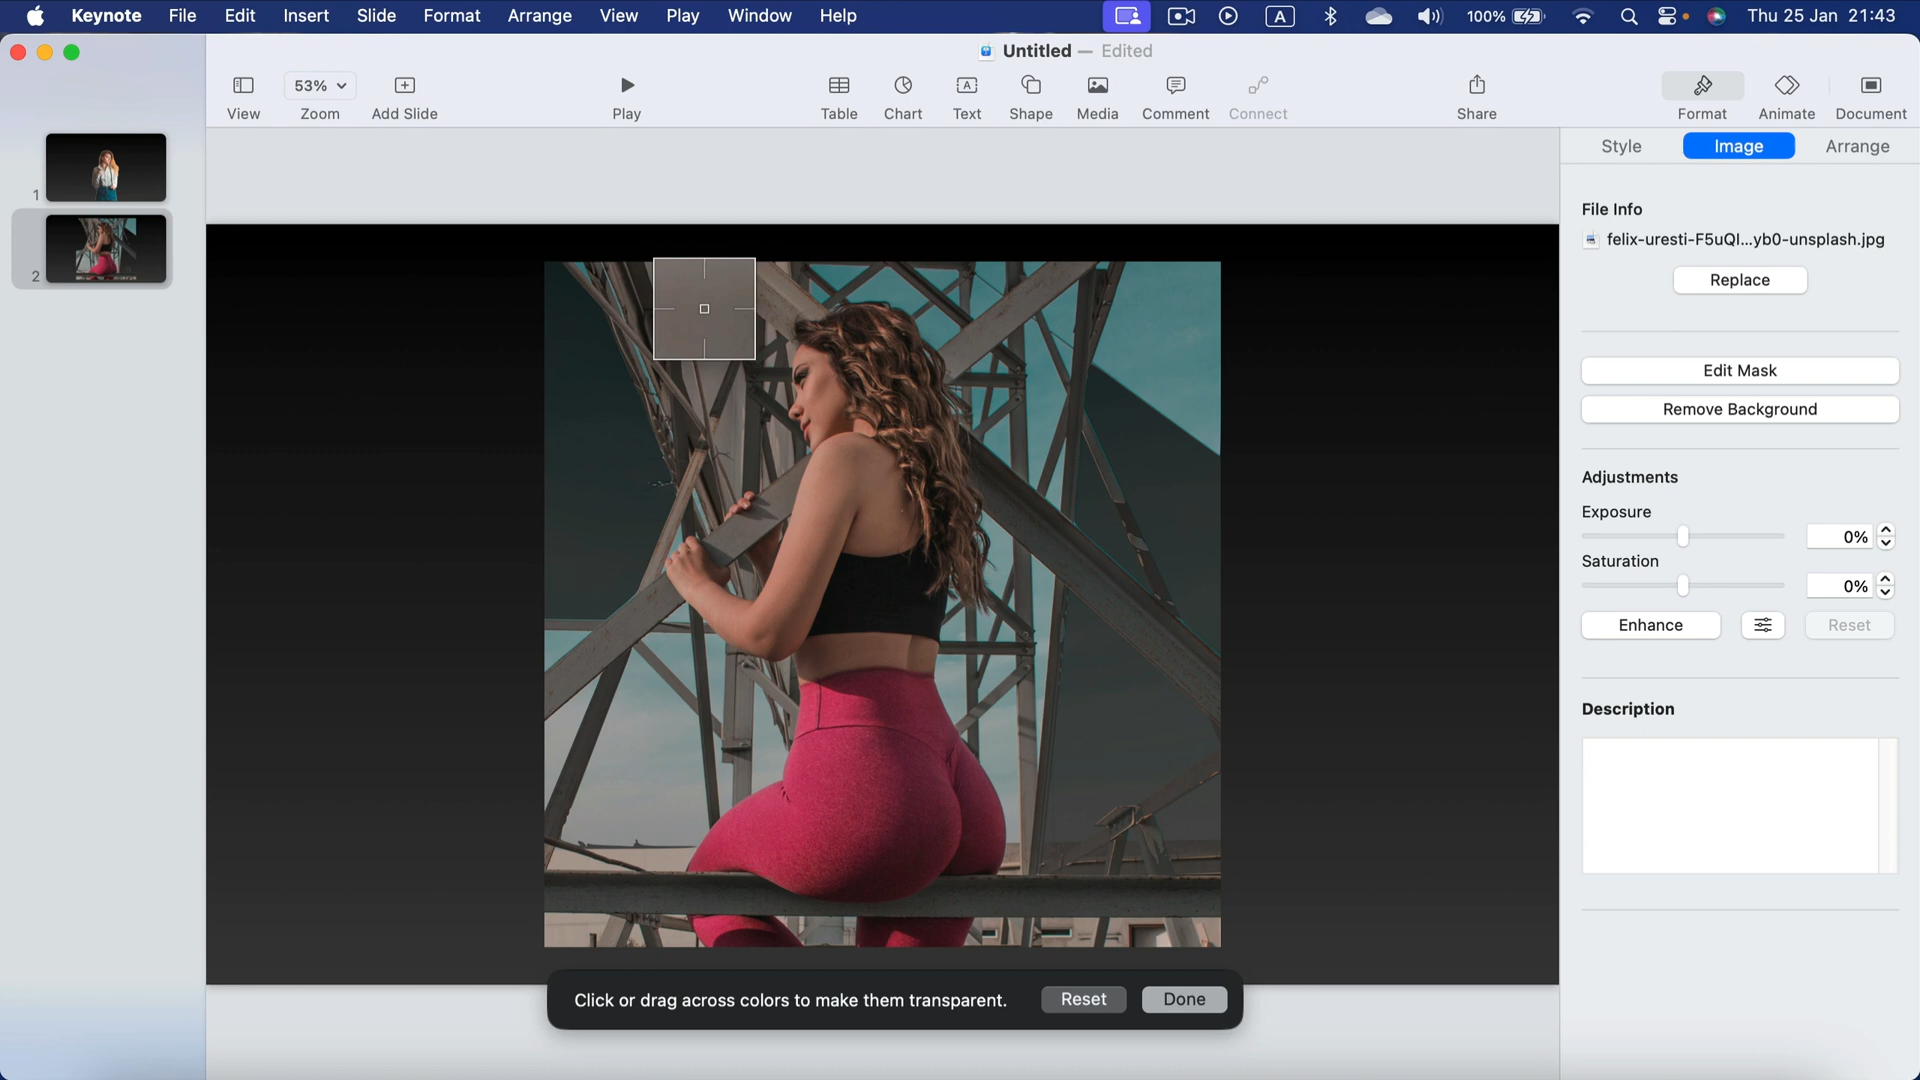 Keynote File Edit Insert Slide Format Arrange View Play Window Help A 100% Thu 25 Jan 21:43
Untitled — Edited
53%
View Zoom Add Slide Play Table Chart Text Shape Media Comment Connect Share Format Animate Document
Style Image Arrange
1
2
File Info
felix-uresti-F5uQI...yb0-unsplash.jpg
Replace
Edit Mask
Remove Background
Adjustments
Exposure
0%
Saturation
0%
Enhance Reset
Description
Click or drag across colors to make them transparent. Reset Done